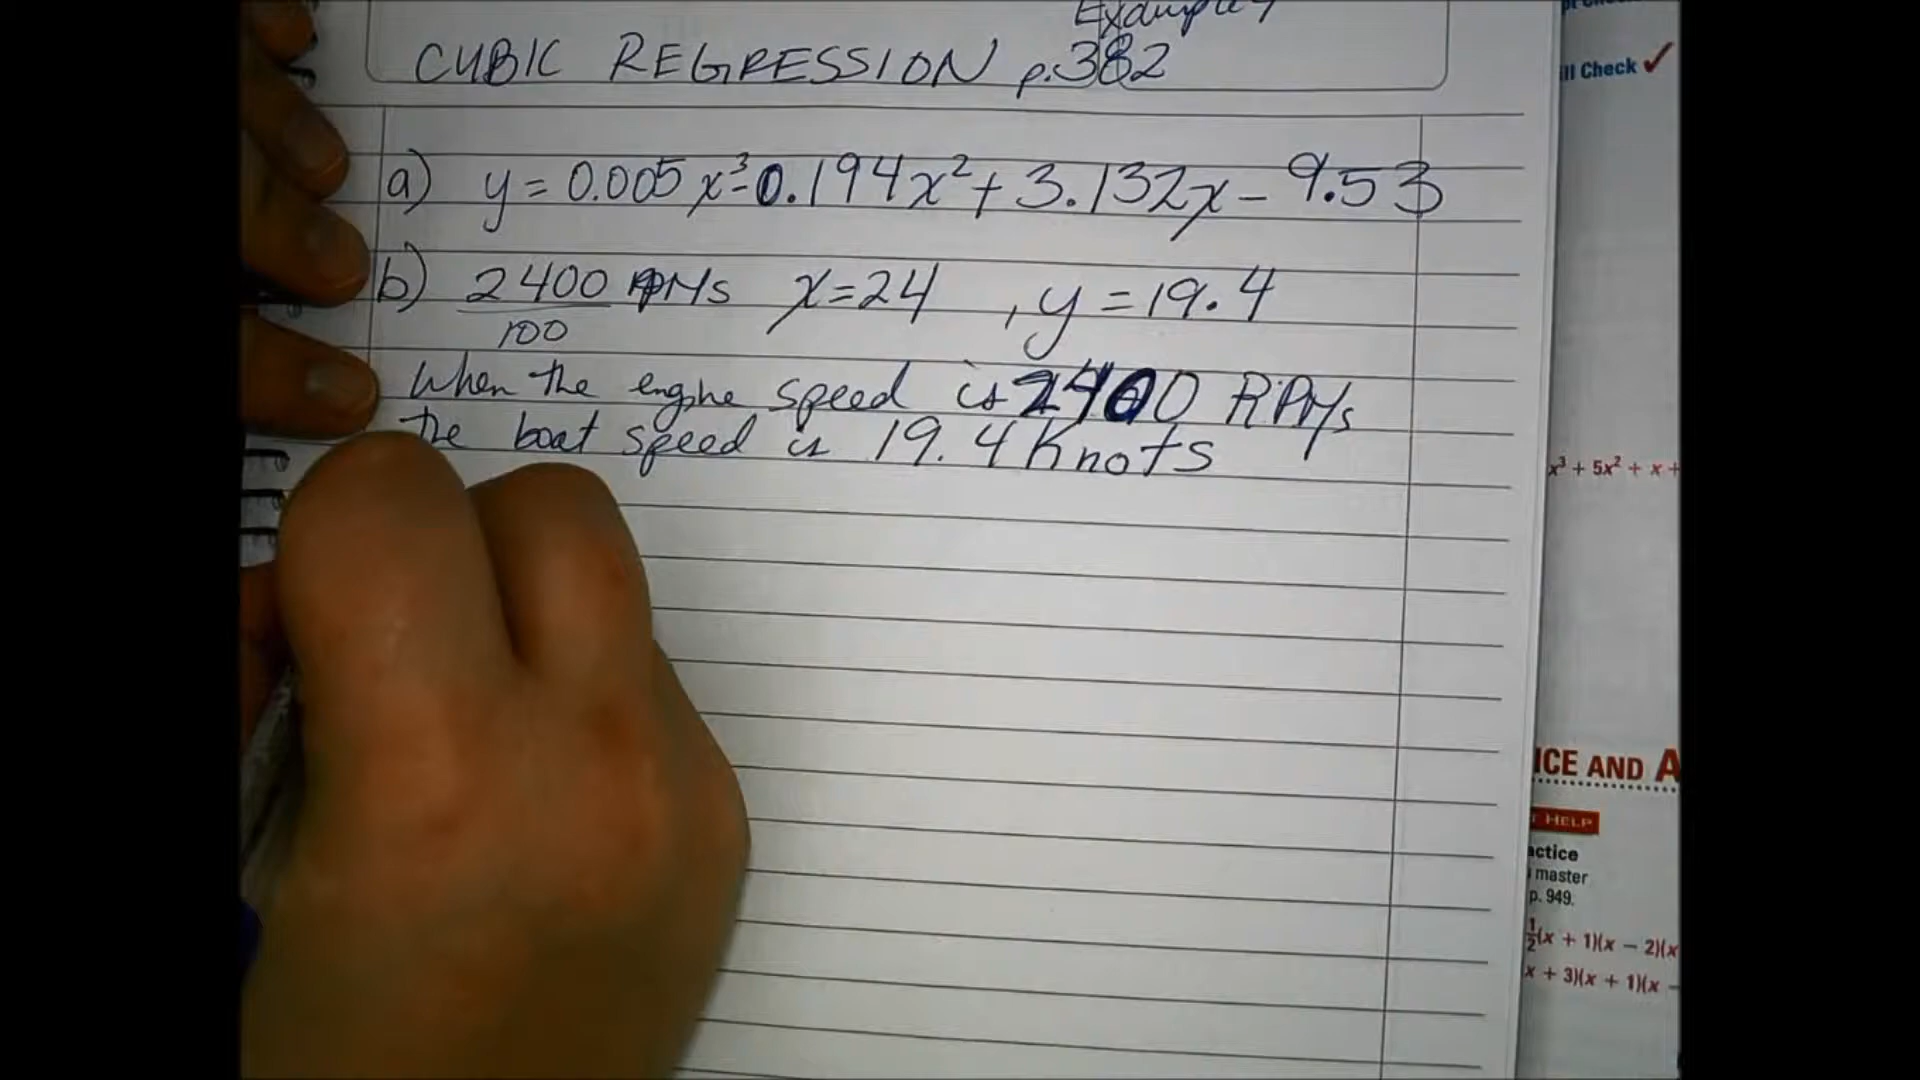 Example 4
CUBIC REGRESSION p.382
a) y = 0.005x³-0.194x²+3.132x-9.53
b) 2400 RPMs x=24 , y=19.4
100
When the engine speed is 2400 RPMs
the boat speed is 19.4 Knots
ll Check ✓
x³ + 5x² + x +
ICE AND A
HELP
actice
master
p. 949.
½(x + 1)(x − 2)(x
x + 3)(x + 1)(x −